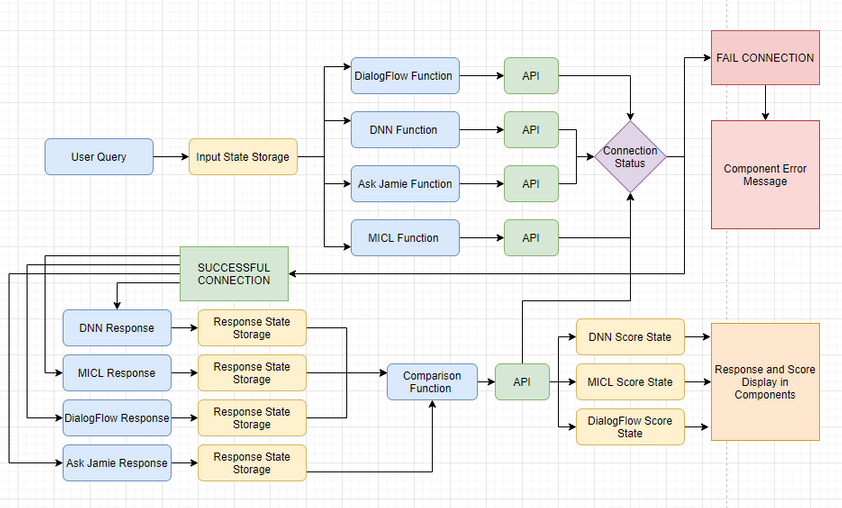 FAIL CONNECTION
DialogFlow Function
API
DNN Function
API
User Query
Input State Storage
Connection
Status
Component Error
Message
Ask Jamie Function
API
MICL Function
API
SUCCESSFUL
CONNECTION
DNN Response
Response State
Storage
DNN Score State
MICL Response
Response State
Storage
Comparison
Function
API
MICL Score State
Response and Score
Display in
Components
DialogFlow Response
Response State
Storage
DialogFlow Score
State
Ask Jamie Response
Response State
Storage